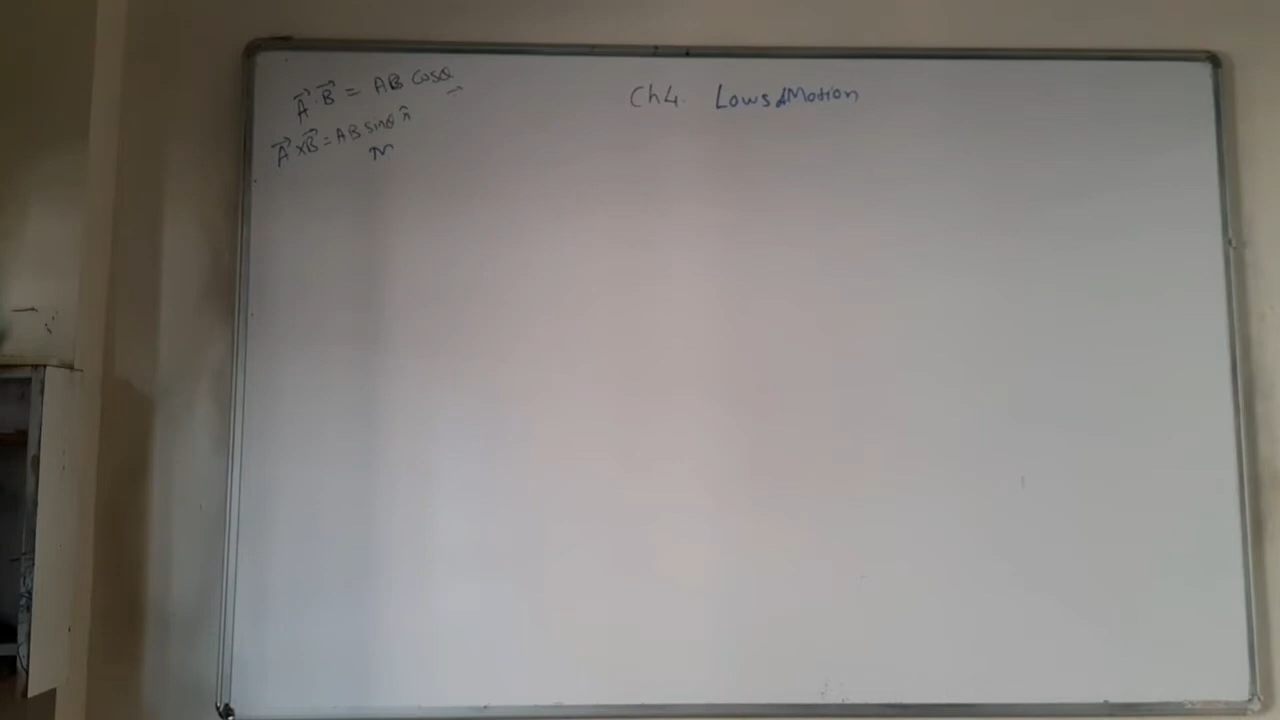 A⃗·B⃗ = AB Cosθ
A⃗×B⃗ = AB sinθ n̂
Ch4. Laws of Motion